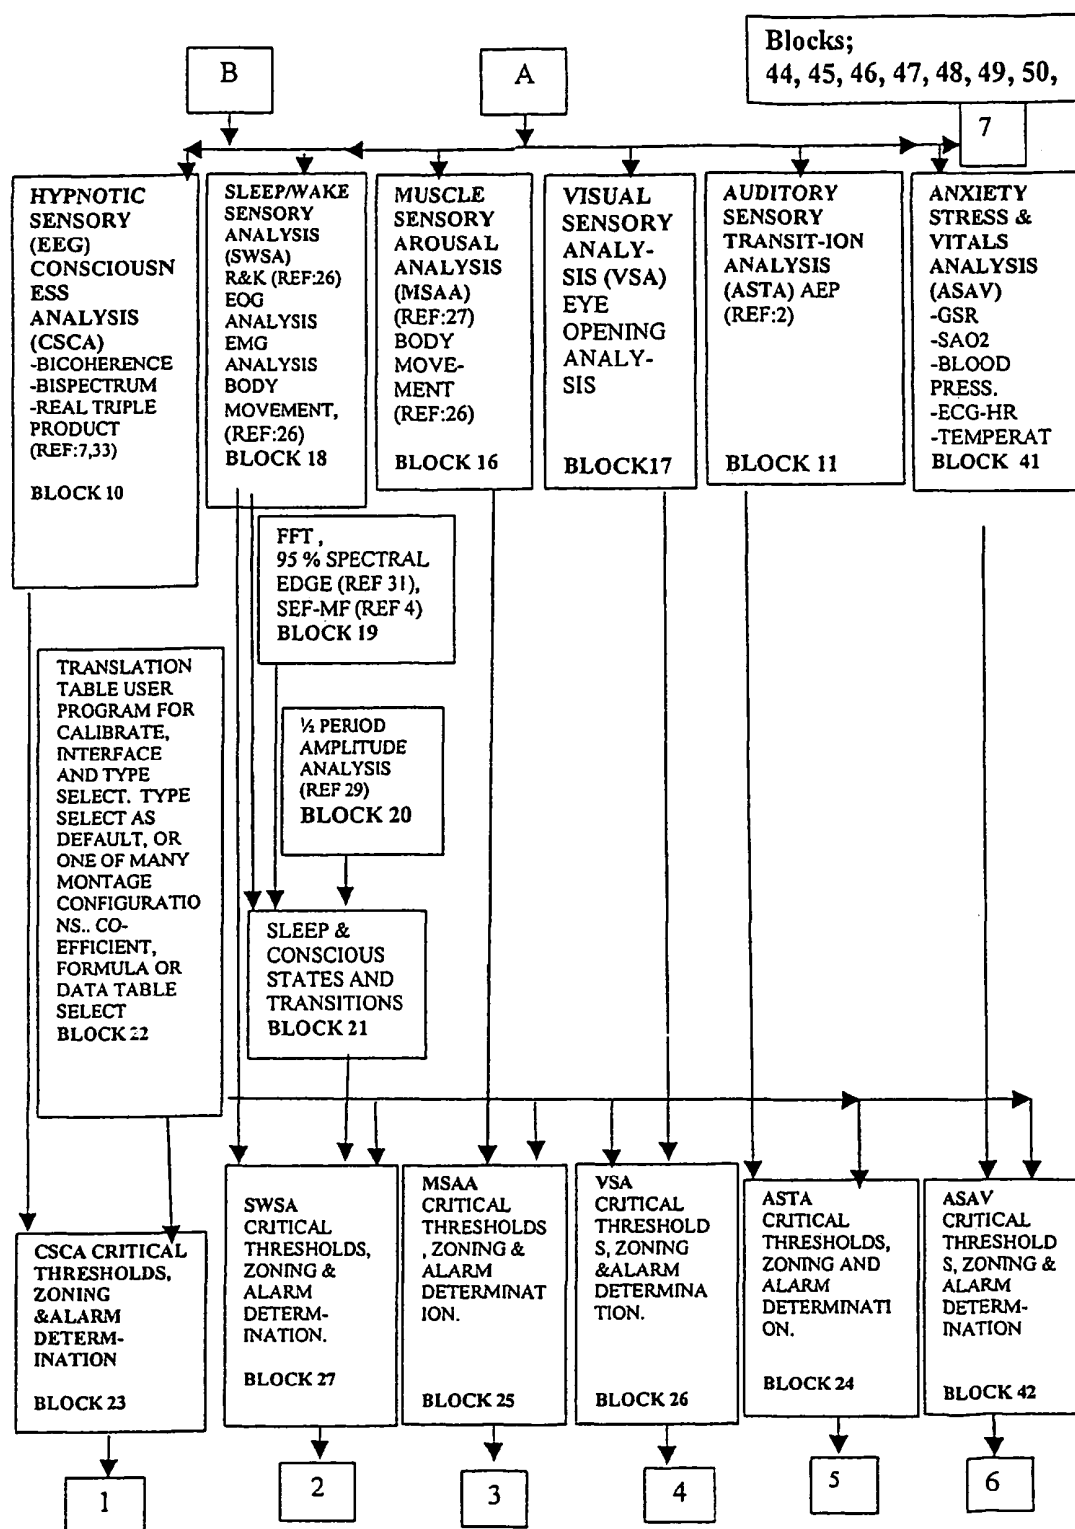 B
A
Blocks;
44, 45, 46, 47, 48, 49, 50,
7
HYPNOTIC
SENSORY
(EEG)
CONSCIOUSN
ESS
ANALYSIS
(CSCA)
-BICOHERENCE
-BISPECTRUM
-REAL TRIPLE
PRODUCT
(REF:7,33)
BLOCK 10
SLEEP/WAKE
SENSORY
ANALYSIS
(SWSA)
R&K (REF:26)
EOG
ANALYSIS
EMG
ANALYSIS
BODY
MOVEMENT,
(REF:26)
BLOCK 18
MUSCLE
SENSORY
AROUSAL
ANALYSIS
(MSAA)
(REF:27)
BODY
MOVE-
MENT
(REF:26)
BLOCK 16
VISUAL
SENSORY
ANALY-
SIS (VSA)
EYE
OPENING
ANALY-
SIS
BLOCK17
AUDITORY
SENSORY
TRANSIT-ION
ANALYSIS
(ASTA) AEP
(REF:2)
BLOCK 11
ANXIETY
STRESS &
VITALS
ANALYSIS
(ASAV)
-GSR
-SAO2
-BLOOD
PRESS.
-ECG-HR
-TEMPERAT
BLOCK 41
FFT ,
95 % SPECTRAL
EDGE (REF 31),
SEF-MF (REF 4)
BLOCK 19
TRANSLATION
TABLE USER
PROGRAM FOR
CALIBRATE,
INTERFACE
AND TYPE
SELECT. TYPE
SELECT AS
DEFAULT, OR
ONE OF MANY
MONTAGE
CONFIGURATIO
NS.. CO-
EFFICIENT,
FORMULA OR
DATA TABLE
SELECT
BLOCK 22
½ PERIOD
AMPLITUDE
ANALYSIS
(REF 29)
BLOCK 20
SLEEP &
CONSCIOUS
STATES AND
TRANSITIONS
BLOCK 21
CSCA CRITICAL
THRESHOLDS,
ZONING
&ALARM
DETERM-
INATION
BLOCK 23
SWSA
CRITICAL
THRESHOLDS,
ZONING &
ALARM
DETERM-
INATION.
BLOCK 27
MSAA
CRITICAL
THRESHOLDS
, ZONING &
ALARM
DETERMINAT
ION.
BLOCK 25
VSA
CRITICAL
THRESHOLD
S, ZONING
&ALARM
DETERMINA
TION.
BLOCK 26
ASTA
CRITICAL
THRESHOLDS,
ZONING AND
ALARM
DETERMINATI
ON.
BLOCK 24
ASAV
CRITICAL
THRESHOLD
S, ZONING &
ALARM
DETERM-
INATION
BLOCK 42
1
2
3
4
5
6